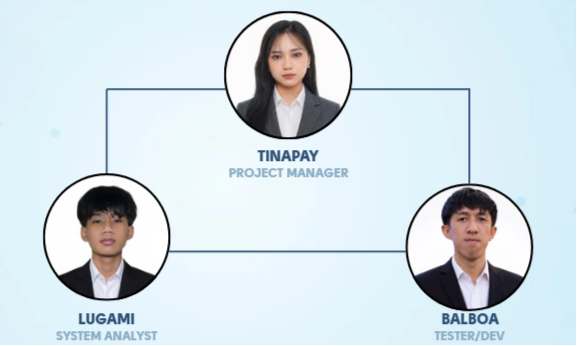 TINAPAY
PROJECT MANAGER
LUGAMI
SYSTEM ANALYST
BALBOA
TESTER/DEV